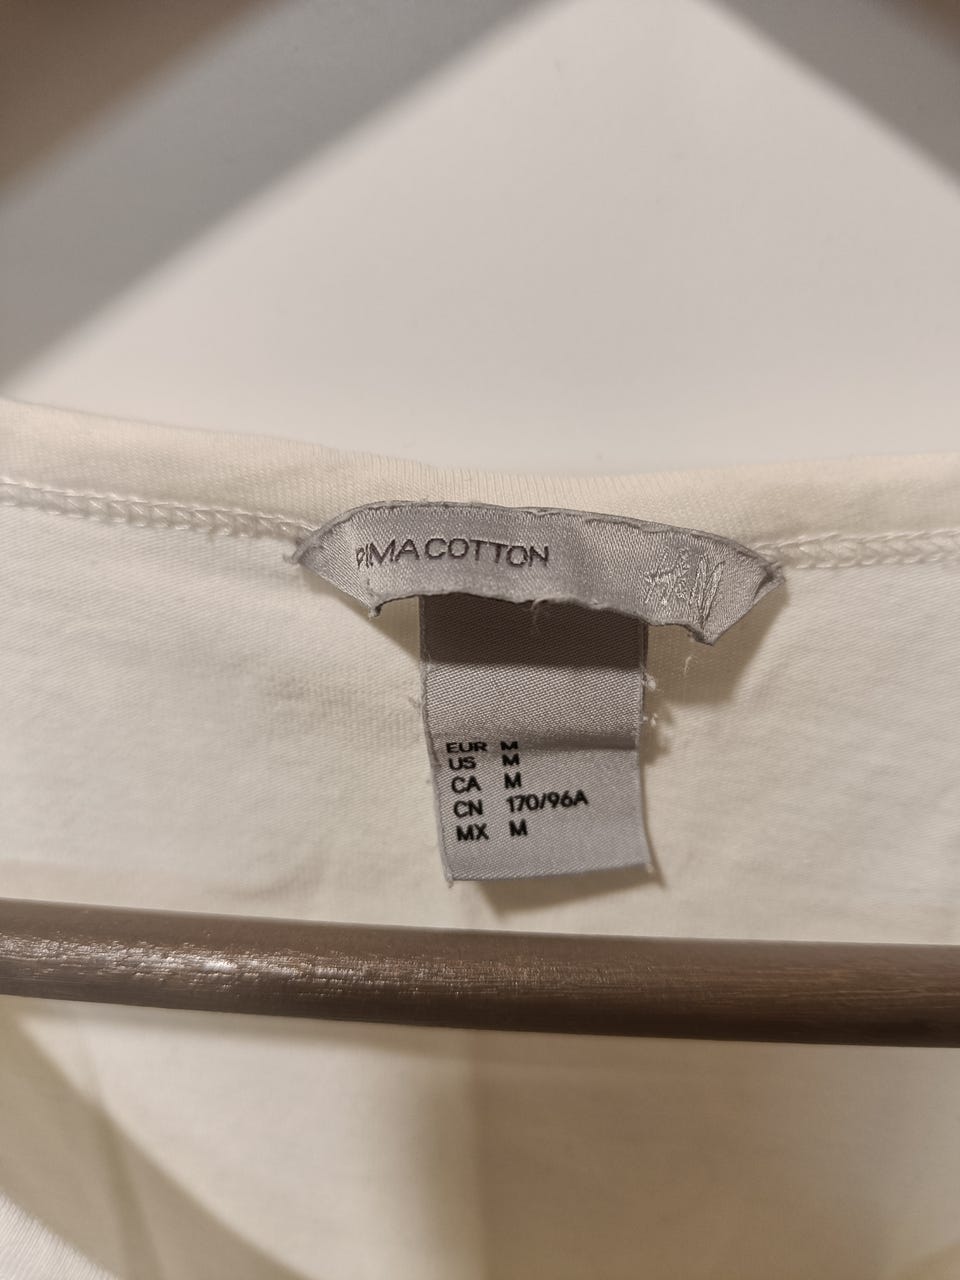 PIMA COTTON H&M
EUR M
US M
CA M
CN 170/96A
MX M